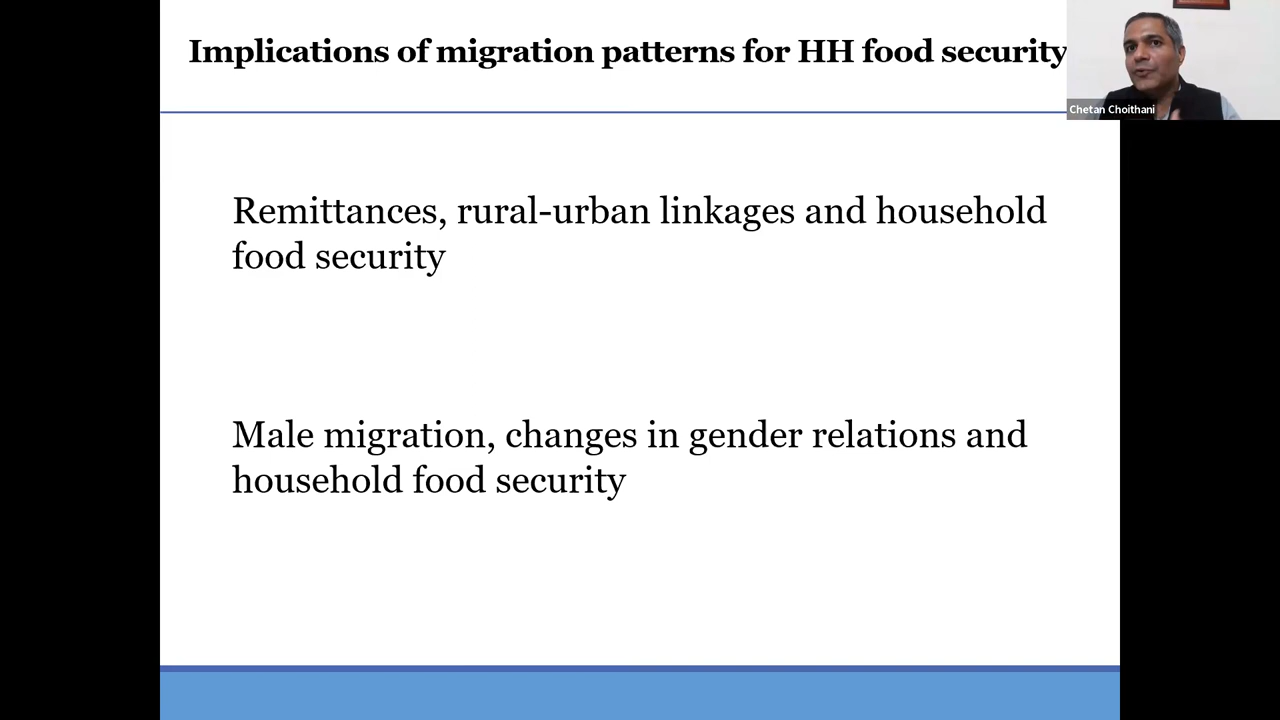 Implications of migration patterns for HH food security
Chetan Choithani
Remittances, rural-urban linkages and household
food security
Male migration, changes in gender relations and
household food security